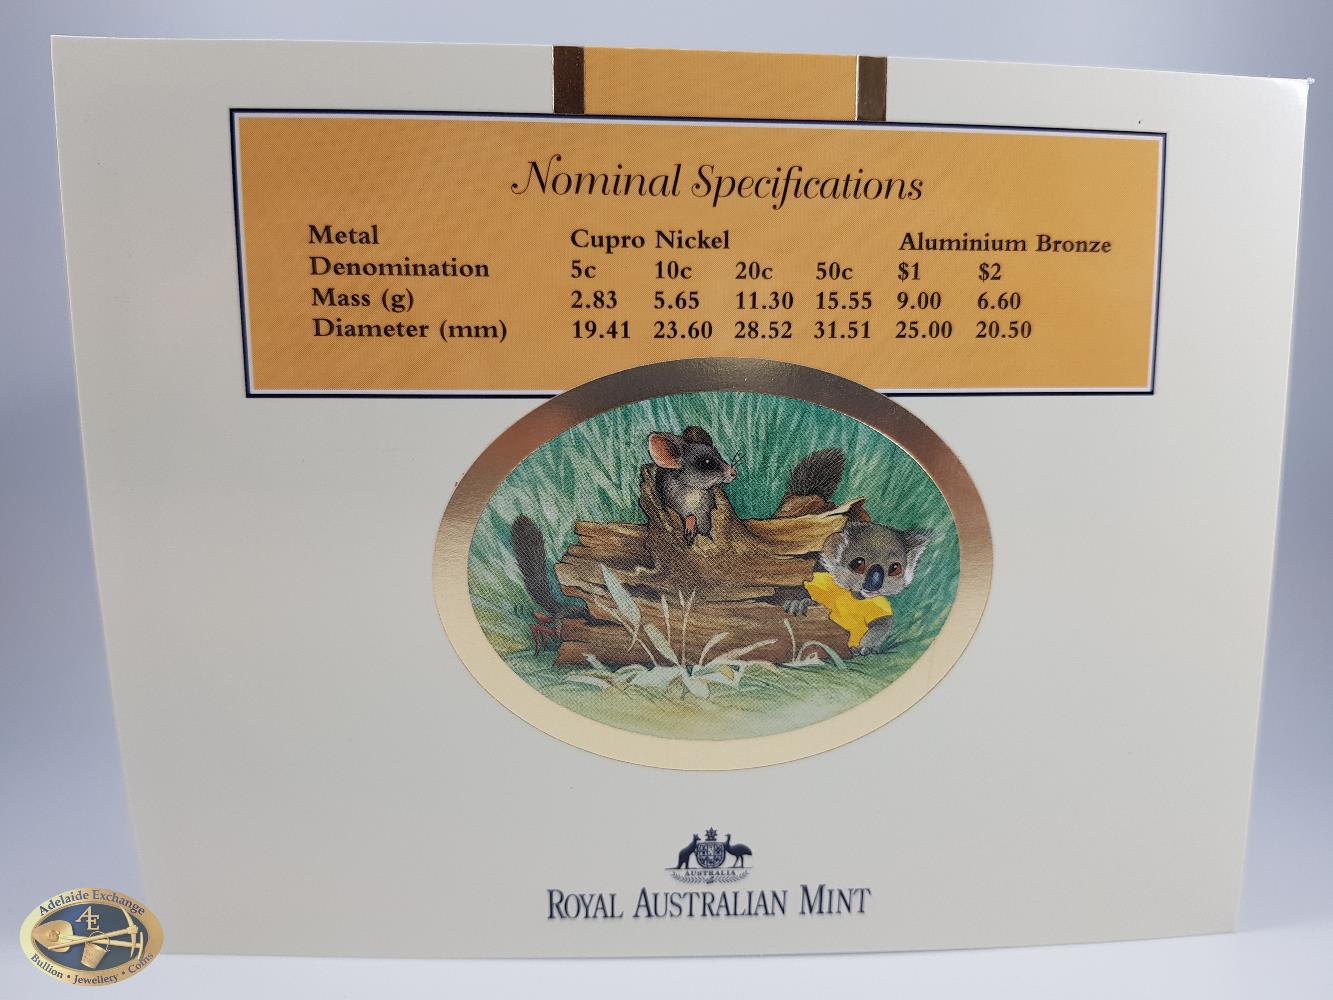 Nominal Specifications
Metal Cupro Nickel Aluminium Bronze
Denomination 5c 10c 20c 50c $1 $2
Mass (g) 2.83 5.65 11.30 15.55 9.00 6.60
Diameter (mm) 19.41 23.60 28.52 31.51 25.00 20.50
AUSTRALIA
ROYAL AUSTRALIAN MINT
Adelaide Exchange
AE
Bullion • Jewellery • Coins